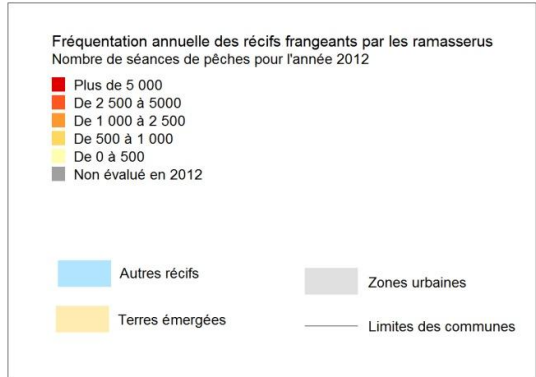 Fréquentation annuelle des récifs frangeants par les ramasserus
Nombre de séances de pêches pour l'année 2012
Plus de 5 000
De 2 500 à 5000
De 1 000 à 2 500
De 500 à 1 000
De 0 à 500
Non évalué en 2012
Autres récifs
Zones urbaines
Terres émergées
Limites des communes